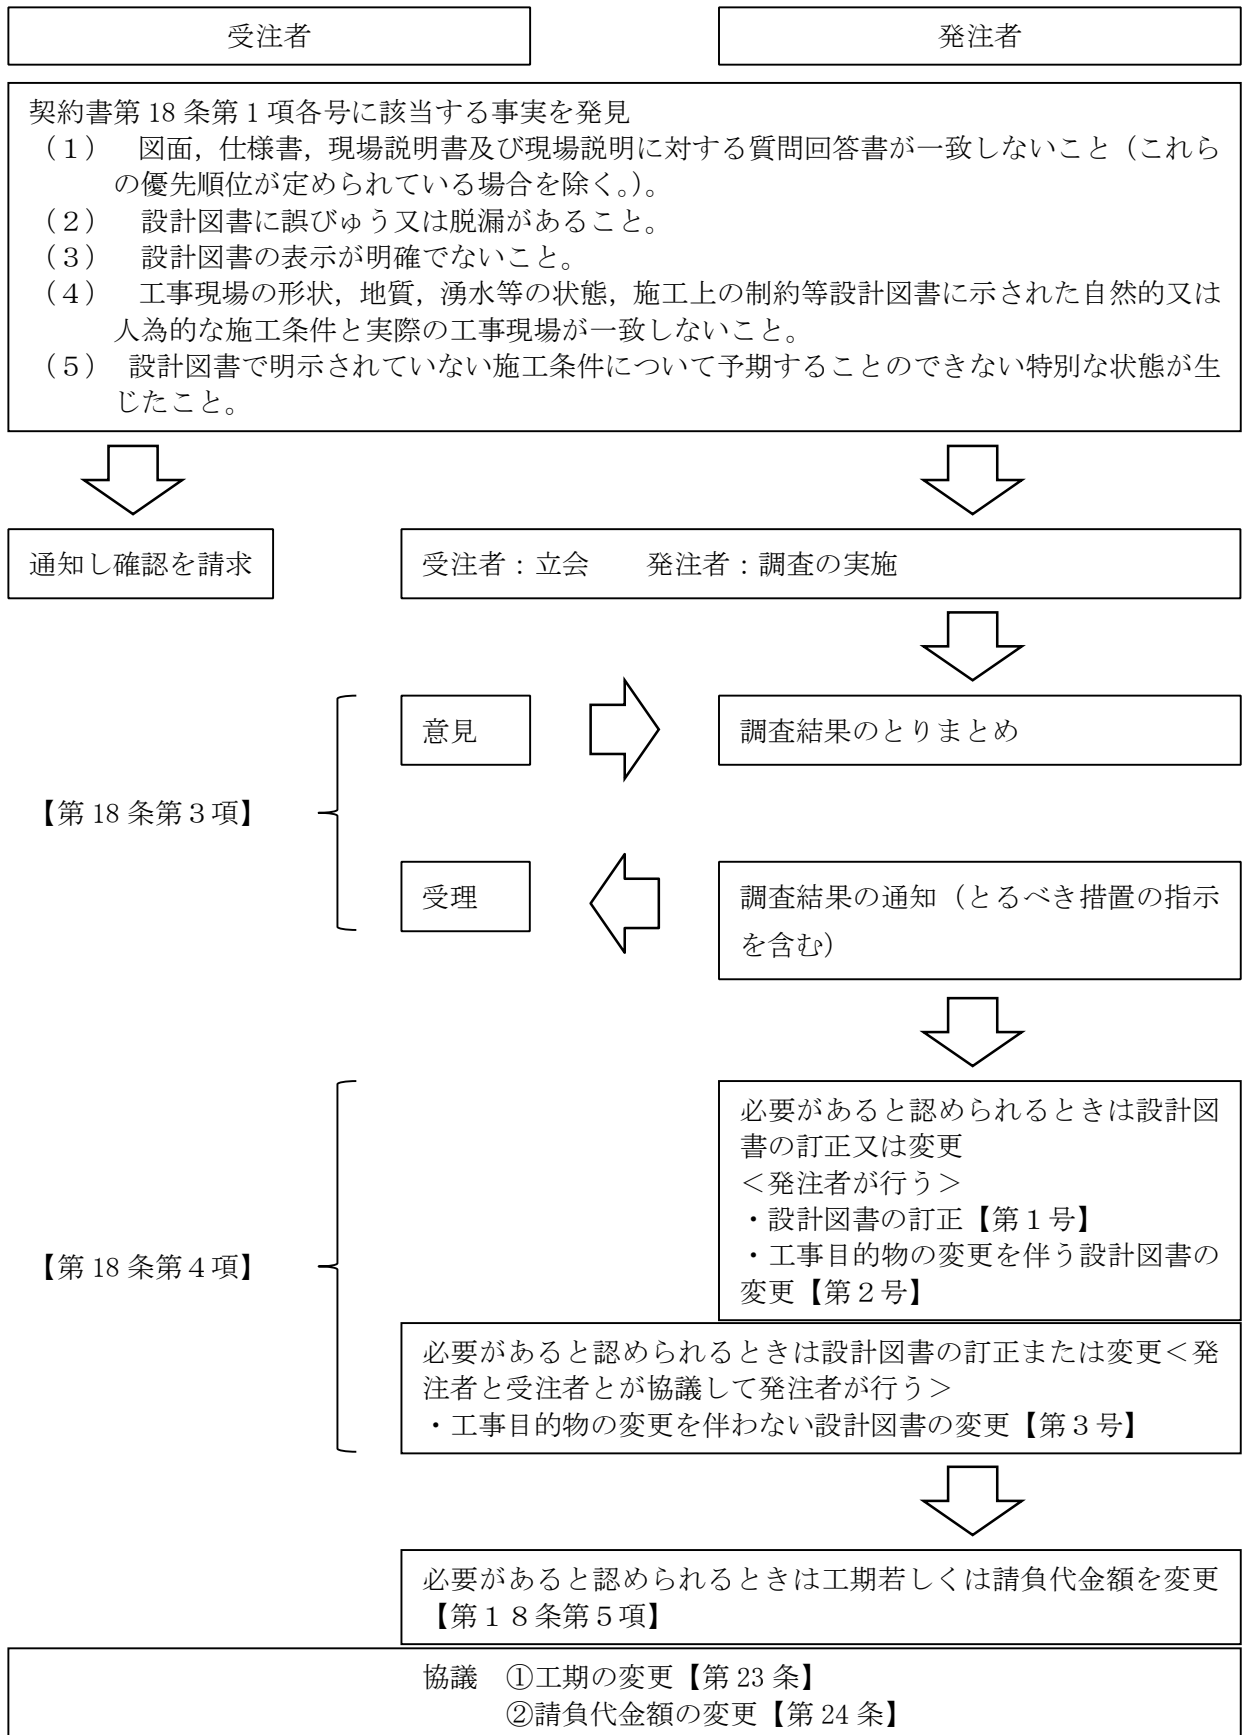 受注者
発注者
契約書第 18 条第 1 項各号に該当する事実を発見
（１） 図面，仕様書，現場説明書及び現場説明に対する質問回答書が一致しないこと（これら
の優先順位が定められている場合を除く。）。
（２） 設計図書に誤びゅう又は脱漏があること。
（３） 設計図書の表示が明確でないこと。
（４） 工事現場の形状，地質，湧水等の状態，施工上の制約等設計図書に示された自然的又は
人為的な施工条件と実際の工事現場が一致しないこと。
（５） 設計図書で明示されていない施工条件について予期することのできない特別な状態が生
じたこと。
通知し確認を請求
受注者：立会　　発注者：調査の実施
意見
調査結果のとりまとめ
【第 18 条第３項】
受理
調査結果の通知（とるべき措置の指示
を含む）
必要があると認められるときは設計図
書の訂正又は変更
＜発注者が行う＞
・設計図書の訂正【第１号】
・工事目的物の変更を伴う設計図書の
変更【第２号】
【第 18 条第４項】
必要があると認められるときは設計図書の訂正または変更＜発
注者と受注者とが協議して発注者が行う＞
・工事目的物の変更を伴わない設計図書の変更【第３号】
必要があると認められるときは工期若しくは請負代金額を変更
【第１８条第５項】
協議　①工期の変更【第 23 条】
②請負代金額の変更【第 24 条】